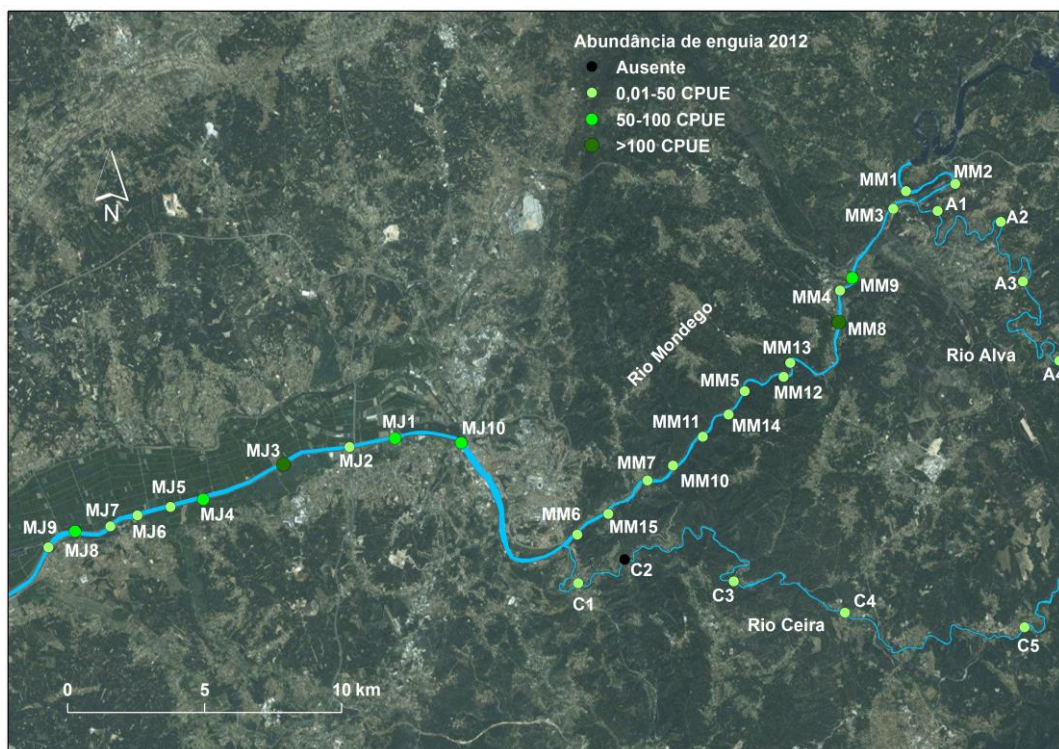 Abundância de enguia 2012
Ausente
0,01-50 CPUE
50-100 CPUE
>100 CPUE
N
MM1
MM2
MM3
A1
A2
A3
MM4
MM9
MM8
Rio Mondego
Rio Alva
A4
MM13
MM12
MM5
MM14
MM11
MM10
MM7
MJ1
MJ10
MJ2
MJ3
MJ5
MJ4
MJ7
MJ6
MJ9
MJ8
MM6
MM15
C2
C1
C3
C4
Rio Ceira
C5
0 5 10 km